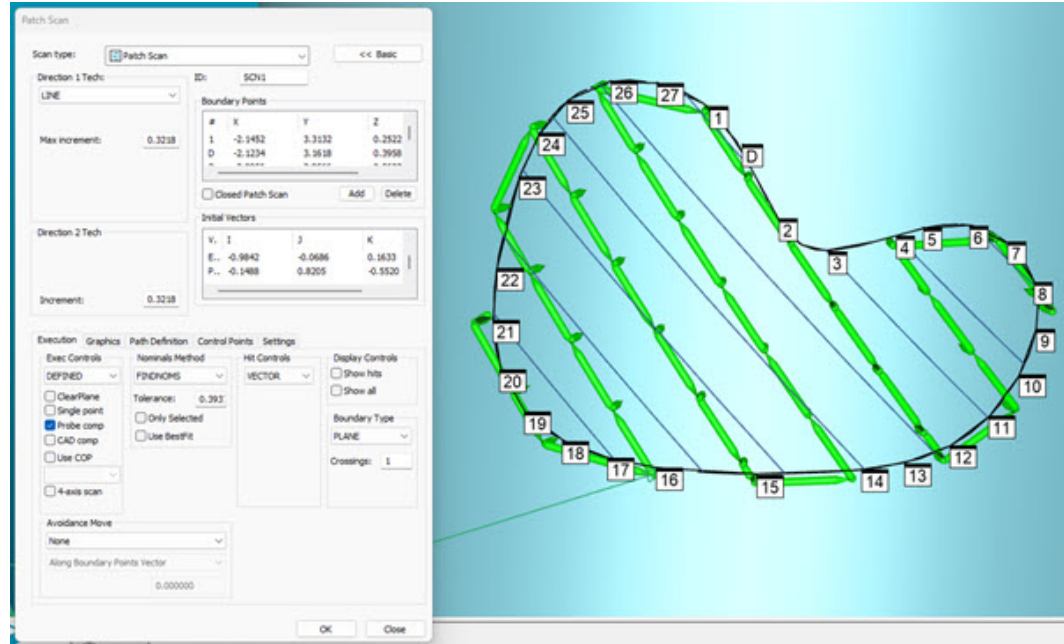 Patch Scan
Scan type: Patch Scan << Basic
Direction 1 Tech: ID: SCN1
LINE
Boundary Points
# X Y Z
1 -2.1452 3.3132 0.2522
D -2.1234 3.1618 0.3958
Max increment: 0.3218
Closed Patch Scan Add Delete
Initial Vectors
Direction 2 Tech
V. I J K
E.. -0.9842 -0.0686 0.1633
P.. -0.1488 0.8205 -0.5520
Increment: 0.3218
Execution Graphics Path Definition Control Points Settings
Exec Controls Nominals Method Hit Controls Display Controls
DEFINED FINDNOMS VECTOR Show hits
Show all
ClearPlane Tolerance: 0.393
Single point
Probe comp Only Selected Boundary Type
CAD comp Use BestFit PLANE
Use COP Crossings: 1
4-axis scan
Avoidance Move
None
Along Boundary Points Vector
0.000000
OK Close
26 27
25 1
24 D
23
2
22 3 4 5 6 7
21 8
20 9
19 10
18 11
17 16 15 14 13 12